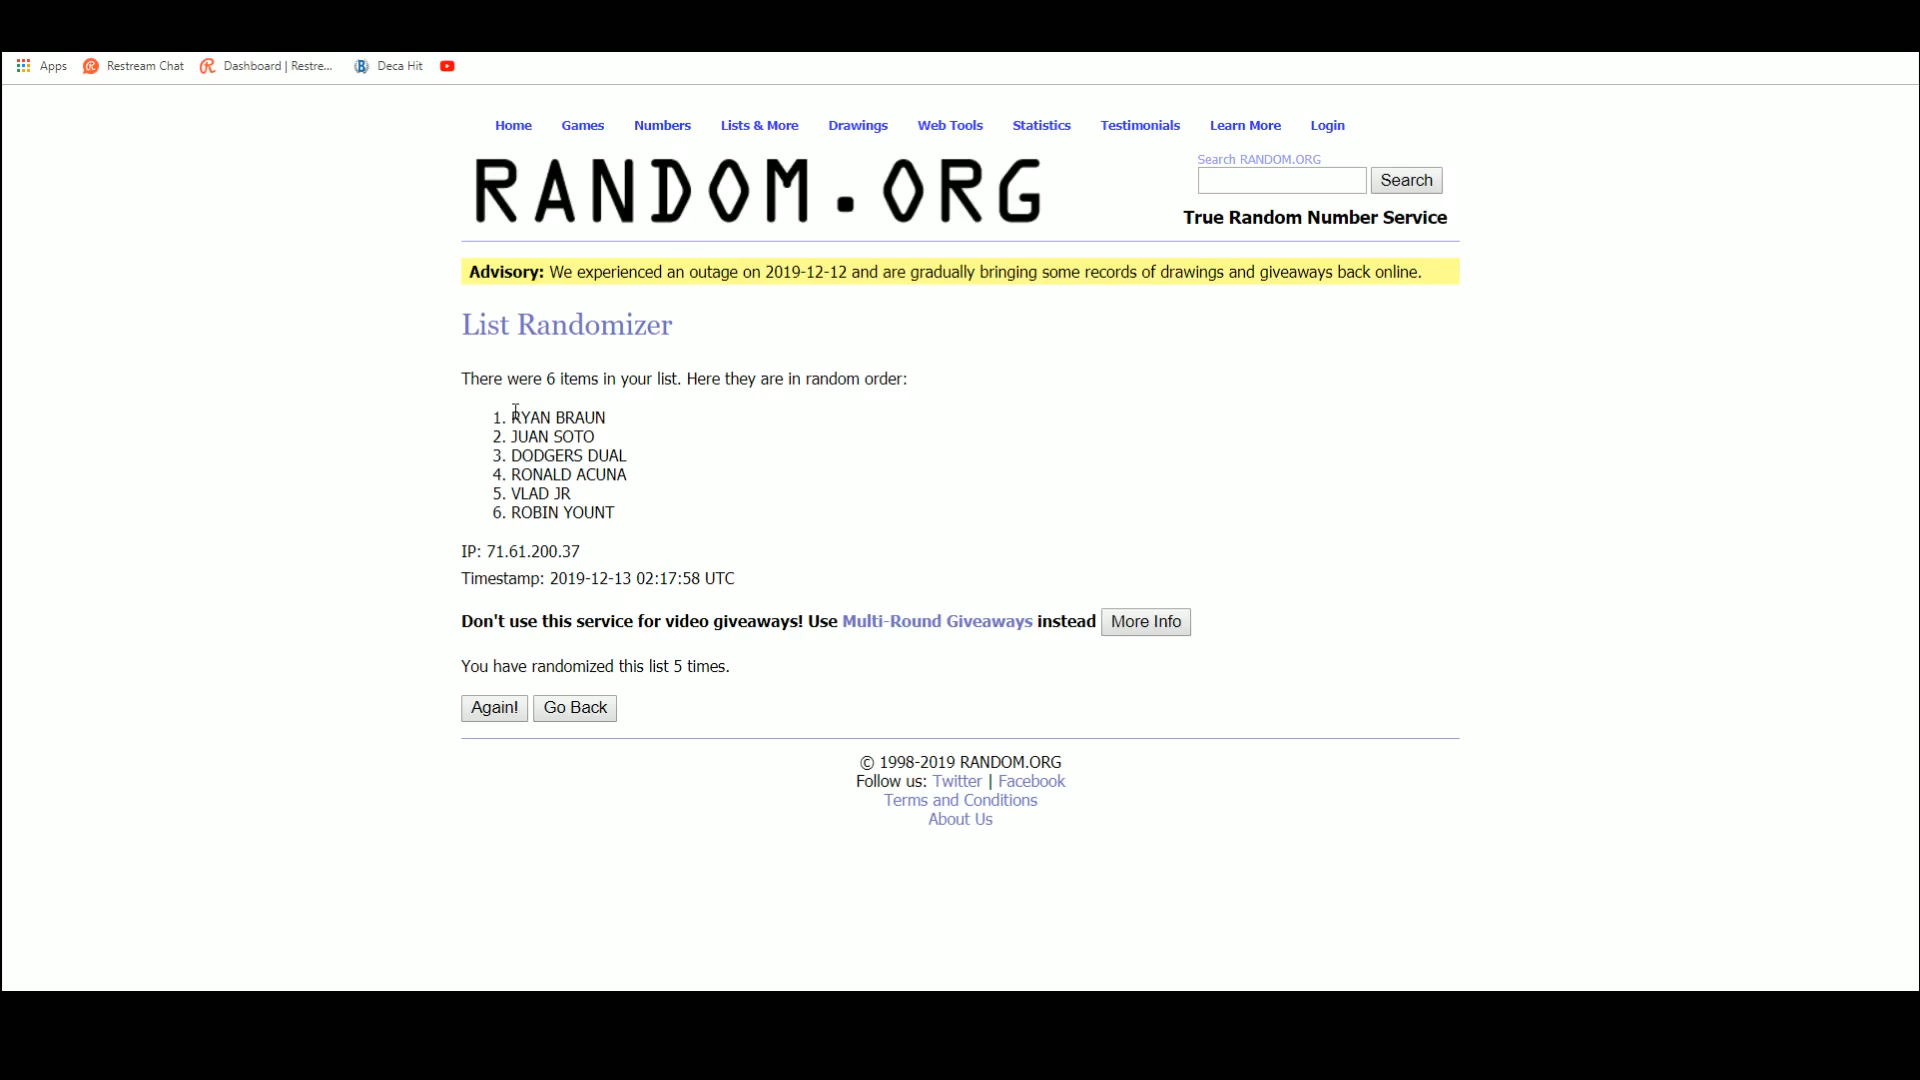 Apps Restream Chat Dashboard | Restre... Deca Hit
Home Games Numbers Lists & More Drawings Web Tools Statistics Testimonials Learn More Login
RANDOM.ORG
Search RANDOM.ORG
Search
True Random Number Service
Advisory: We experienced an outage on 2019-12-12 and are gradually bringing some records of drawings and giveaways back online.
List Randomizer
There were 6 items in your list. Here they are in random order:
1. RYAN BRAUN
2. JUAN SOTO
3. DODGERS DUAL
4. RONALD ACUNA
5. VLAD JR
6. ROBIN YOUNT
IP: 71.61.200.37
Timestamp: 2019-12-13 02:17:58 UTC
Don't use this service for video giveaways! Use Multi-Round Giveaways instead More Info
You have randomized this list 5 times.
Again! Go Back
© 1998-2019 RANDOM.ORG
Follow us: Twitter | Facebook
Terms and Conditions
About Us